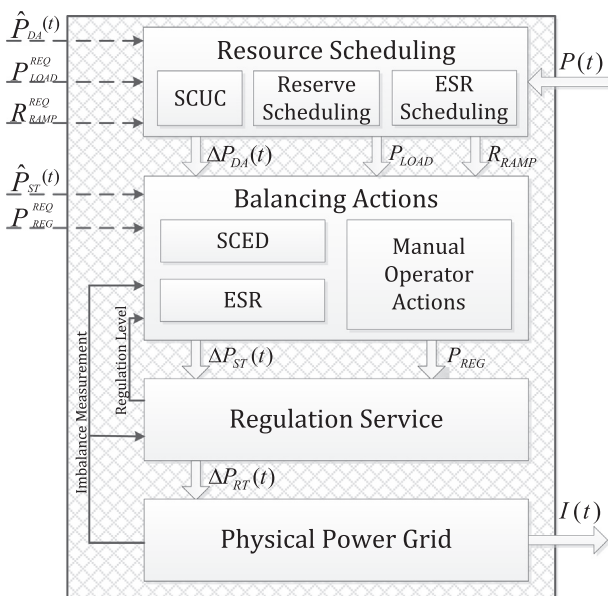 P̂_DA(t)
P_LOAD^REQ
R_RAMP^REQ
Resource Scheduling
SCUC
Reserve
Scheduling
ESR
Scheduling
P(t)
ΔP_DA(t)
P_LOAD
R_RAMP
P̂_ST(t)
P_REG^REQ
Balancing Actions
SCED
ESR
Manual
Operator
Actions
Imbalance Measurement
Regulation Level
ΔP_ST(t)
P_REG
Regulation Service
ΔP_RT(t)
Physical Power Grid
I(t)